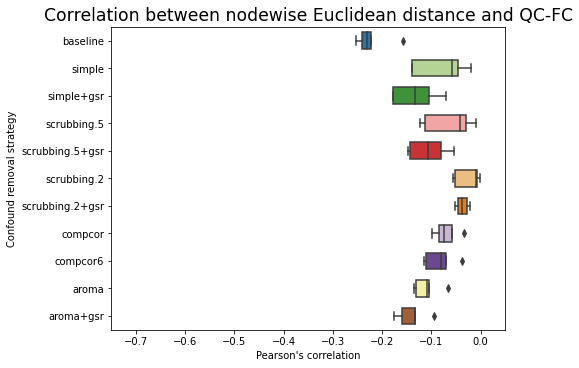 Correlation between nodewise Euclidean distance and QC-FC
Confound removal strategy
baseline
simple
simple+gsr
scrubbing.5
scrubbing.5+gsr
scrubbing.2
scrubbing.2+gsr
compcor
compcor6
aroma
aroma+gsr
−0.7 −0.6 −0.5 −0.4 −0.3 −0.2 −0.1 0.0
Pearson's correlation